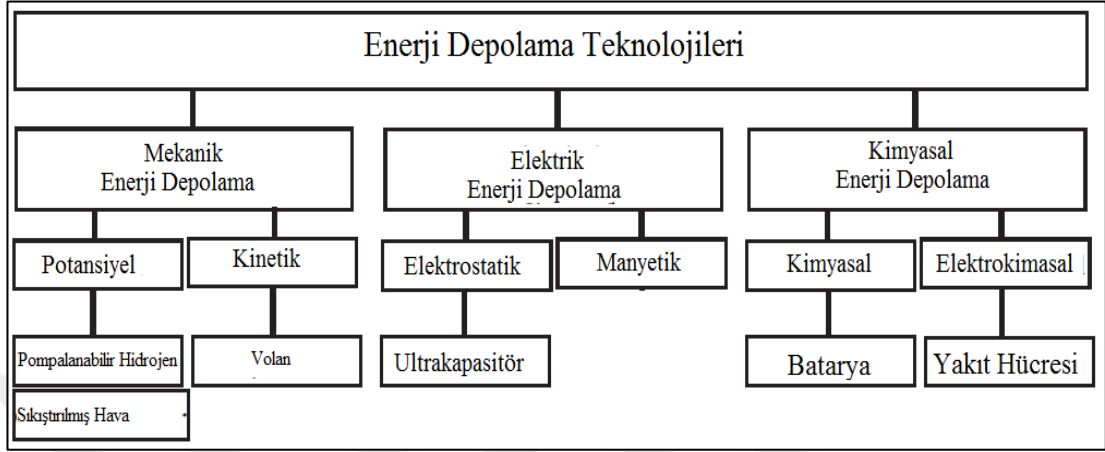 Enerji Depolama Teknolojileri
Mekanik
Enerji Depolama
Elektrik
Enerji Depolama
Kimyasal
Enerji Depolama
Potansiyel
Kinetik
Elektrostatik
Manyetik
Kimyasal
Elektrokimasal
Pompalanabilir Hidrojen
Volan
Ultrakapasitör
Batarya
Yakıt Hücresi
Sıkıştırılmış Hava